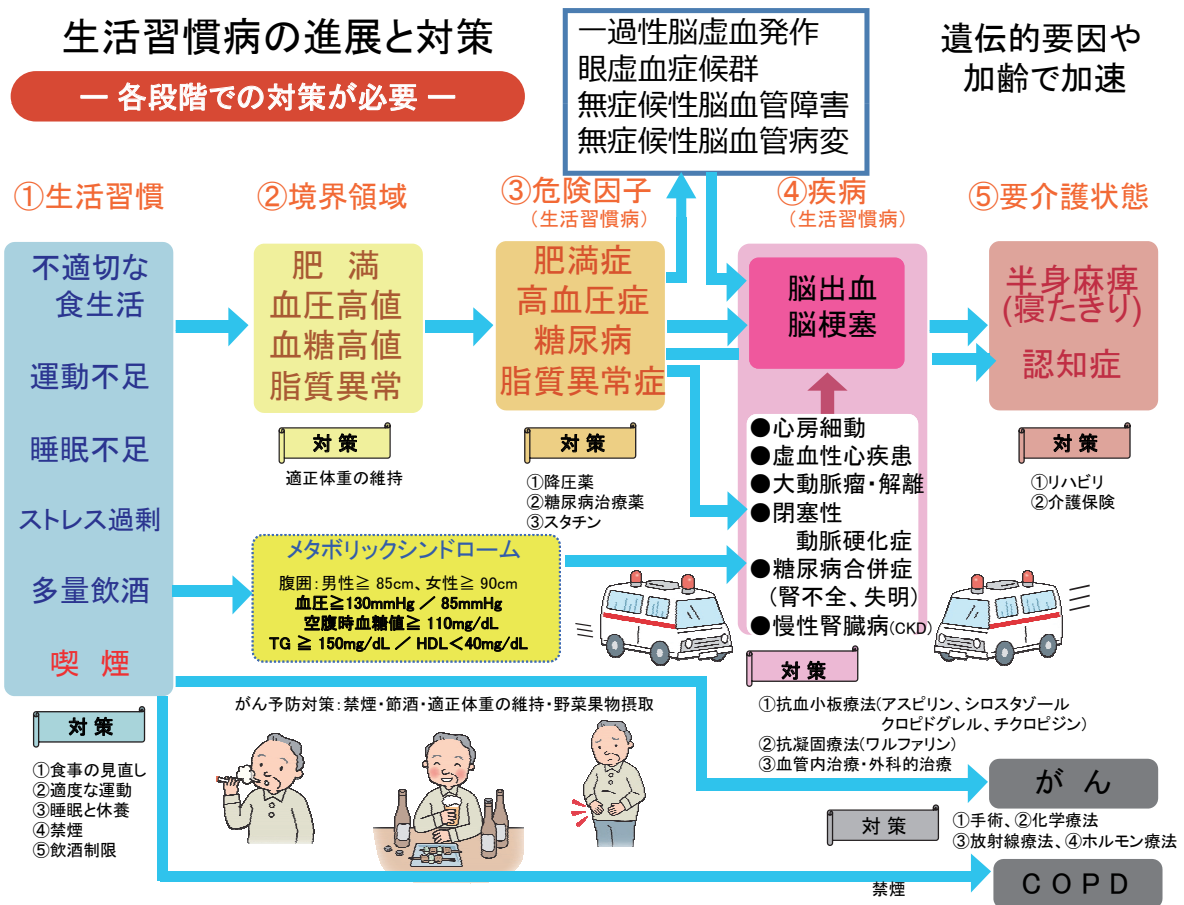 生活習慣病の進展と対策
― 各段階での対策が必要 ―
一過性脳虚血発作
眼虚血症候群
無症候性脳血管障害
無症候性脳血管病変
遺伝的要因や
加齢で加速
①生活習慣
不適切な
食生活
運動不足
睡眠不足
ストレス過剰
多量飲酒
喫 煙
対 策
①食事の見直し
②適度な運動
③睡眠と休養
④禁煙
⑤飲酒制限
②境界領域
肥 満
血圧高値
血糖高値
脂質異常
対 策
適正体重の維持
メタボリックシンドローム
腹囲：男性≧ 85cm、女性≧ 90cm
血圧≧130mmHg ／ 85mmHg
空腹時血糖値≧ 110mg/dL
TG ≧ 150mg/dL ／ HDL＜40mg/dL
③危険因子
（生活習慣病）
肥満症
高血圧症
糖尿病
脂質異常症
対 策
①降圧薬
②糖尿病治療薬
③スタチン
④疾病
（生活習慣病）
脳出血
脳梗塞
●心房細動
●虚血性心疾患
●大動脈瘤・解離
●閉塞性
動脈硬化症
●糖尿病合併症
（腎不全、失明）
●慢性腎臓病(CKD)
対 策
①抗血小板療法(アスピリン、シロスタゾール
クロピドグレル、チクロピジン)
②抗凝固療法(ワルファリン)
③血管内治療・外科的治療
⑤要介護状態
半身麻痺
(寝たきり)
認知症
対 策
①リハビリ
②介護保険
がん予防対策：禁煙・節酒・適正体重の維持・野菜果物摂取
が ん
対 策
①手術、②化学療法
③放射線療法、④ホルモン療法
禁煙
ＣＯＰＤ